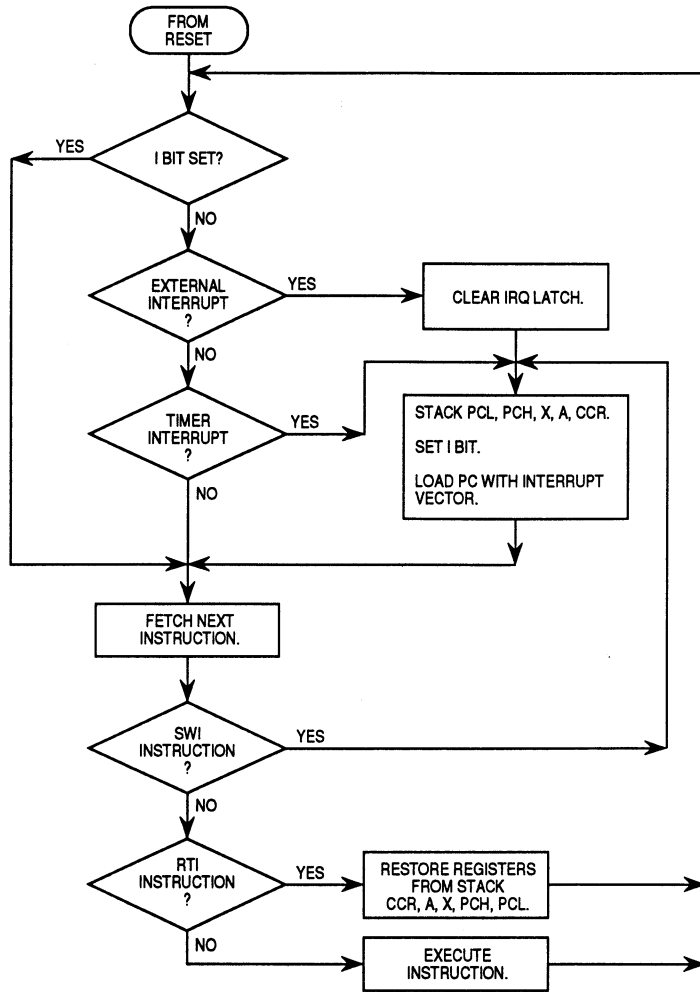 FROM
RESET
YES
I BIT SET?
NO
EXTERNAL
INTERRUPT
?
YES
CLEAR IRQ LATCH.
NO
TIMER
INTERRUPT
?
YES
STACK PCL, PCH, X, A, CCR.
SET I BIT.
LOAD PC WITH INTERRUPT
VECTOR.
NO
FETCH NEXT
INSTRUCTION.
SWI
INSTRUCTION
?
YES
NO
RTI
INSTRUCTION
?
YES
RESTORE REGISTERS
FROM STACK
CCR, A, X, PCH, PCL.
NO
EXECUTE
INSTRUCTION.